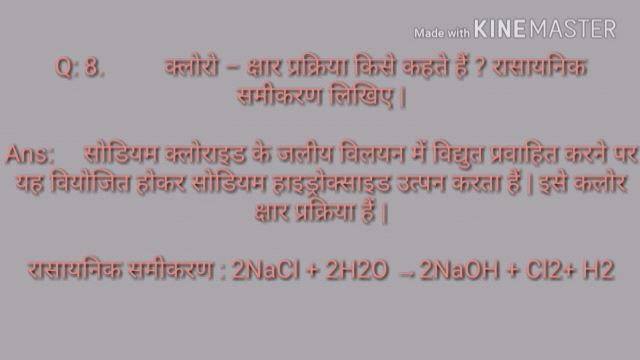 Made with KINEMASTER
Q: 8. क्लोरो – क्षार प्रक्रिया किसे कहते हैं ? रासायनिक
समीकरण लिखिए |
Ans: सोडियम क्लोराइड के जलीय विलयन में विद्युत प्रवाहित करने पर
यह वियोजित होकर सोडियम हाइड्रोक्साइड उत्पन करता हैं | इसे कलोर
क्षार प्रक्रिया हैं |
रासायनिक समीकरण : 2NaCl + 2H2O →2NaOH + Cl2+ H2